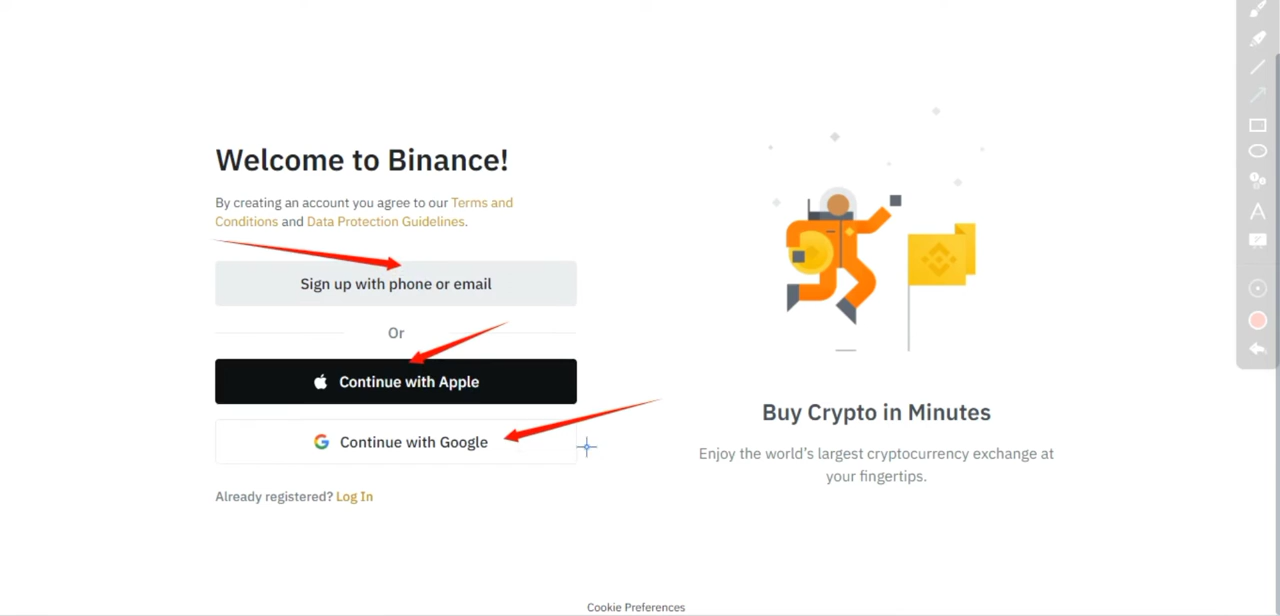 Welcome to Binance!
By creating an account you agree to our Terms and
Conditions and Data Protection Guidelines.
Sign up with phone or email
Or
Continue with Apple
Continue with Google
Already registered? Log In
Buy Crypto in Minutes
Enjoy the world's largest cryptocurrency exchange at
your fingertips.
Cookie Preferences